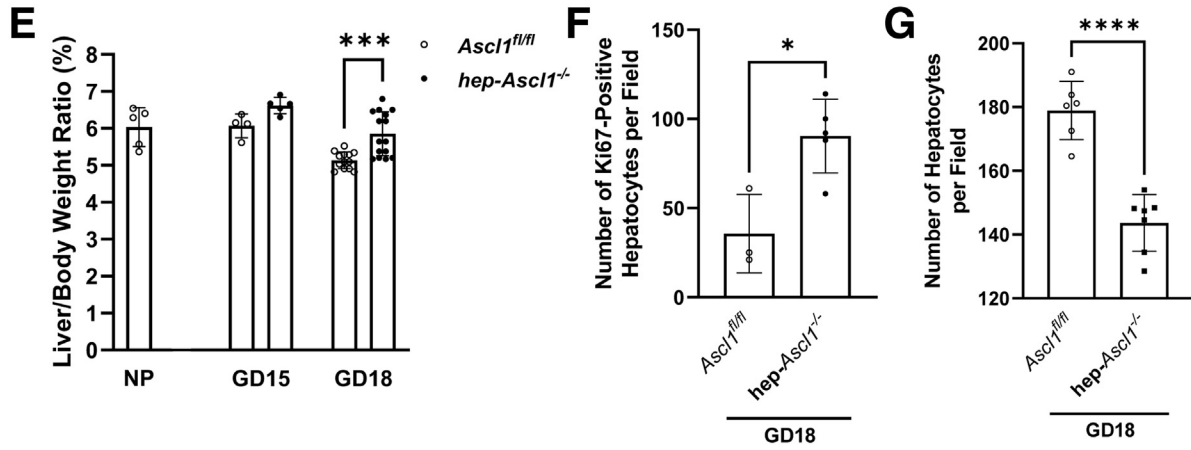 E
Liver/Body Weight Ratio (%)
8
7
6
5
4
3
2
1
0
***
Ascl1fl/fl
hep-Ascl1-/-
NP
GD15
GD18
F
Number of Ki67-Positive
Hepatocytes per Field
150
100
50
0
*
Ascl1fl/fl
hep-Ascl1-/-
GD18
G
Number of Hepatocytes
per Field
200
180
160
140
120
****
Ascl1fl/fl
hep-Ascl1-/-
GD18